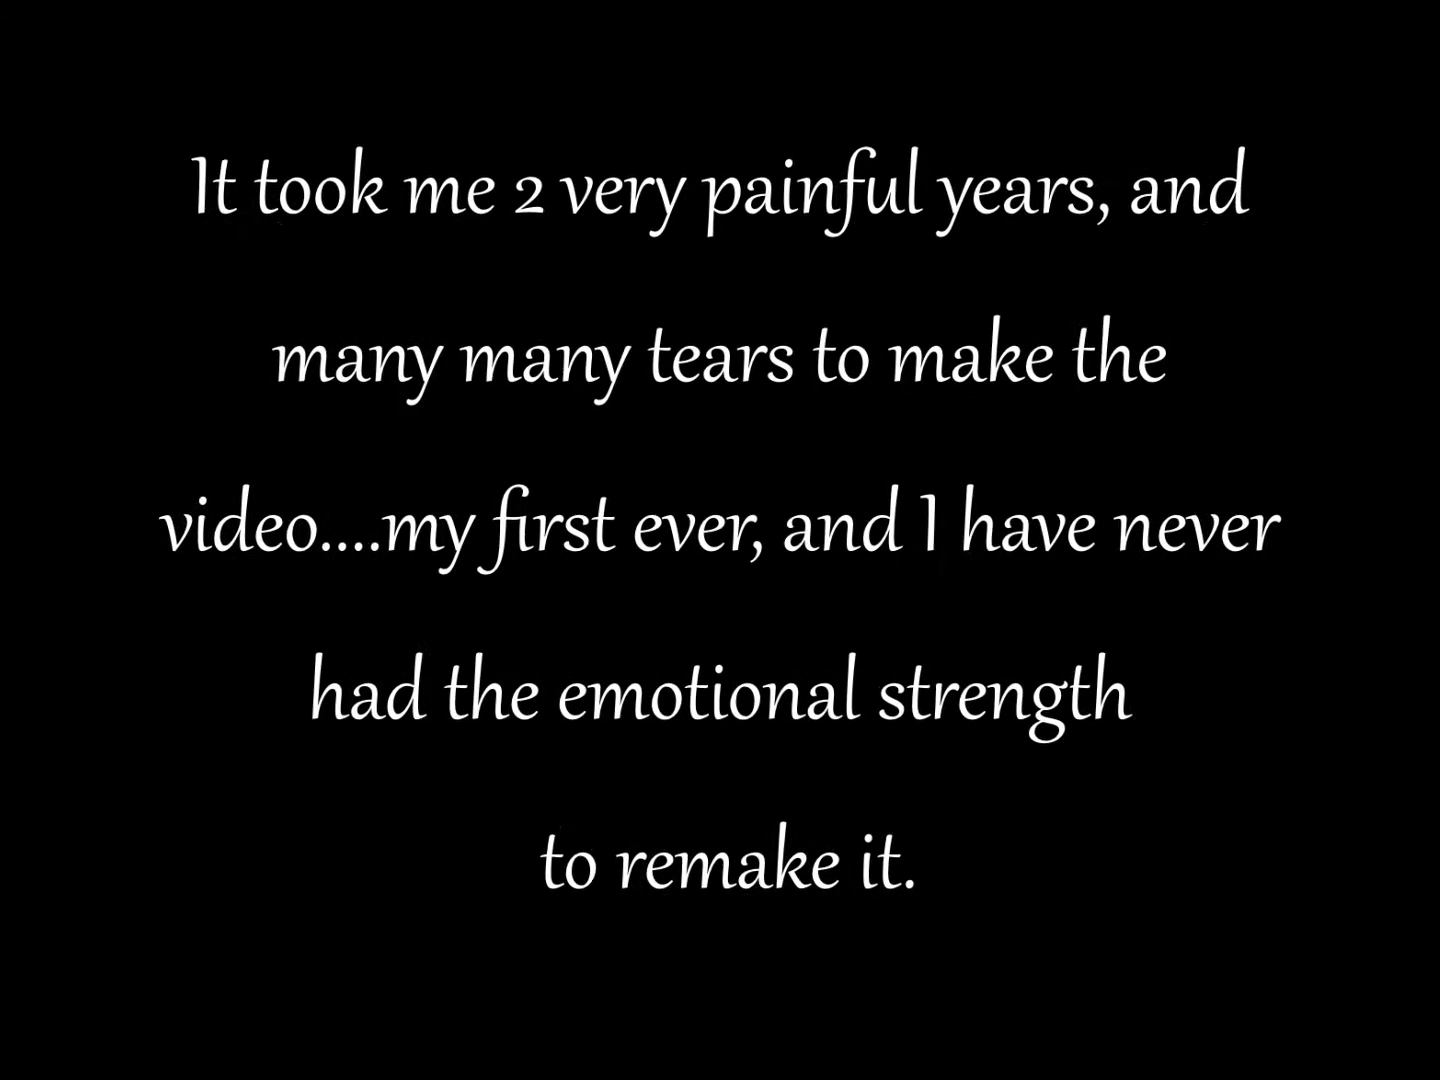 It took me 2 very painful years, and
many many tears to make the
video....my first ever, and I have never
had the emotional strength
to remake it.